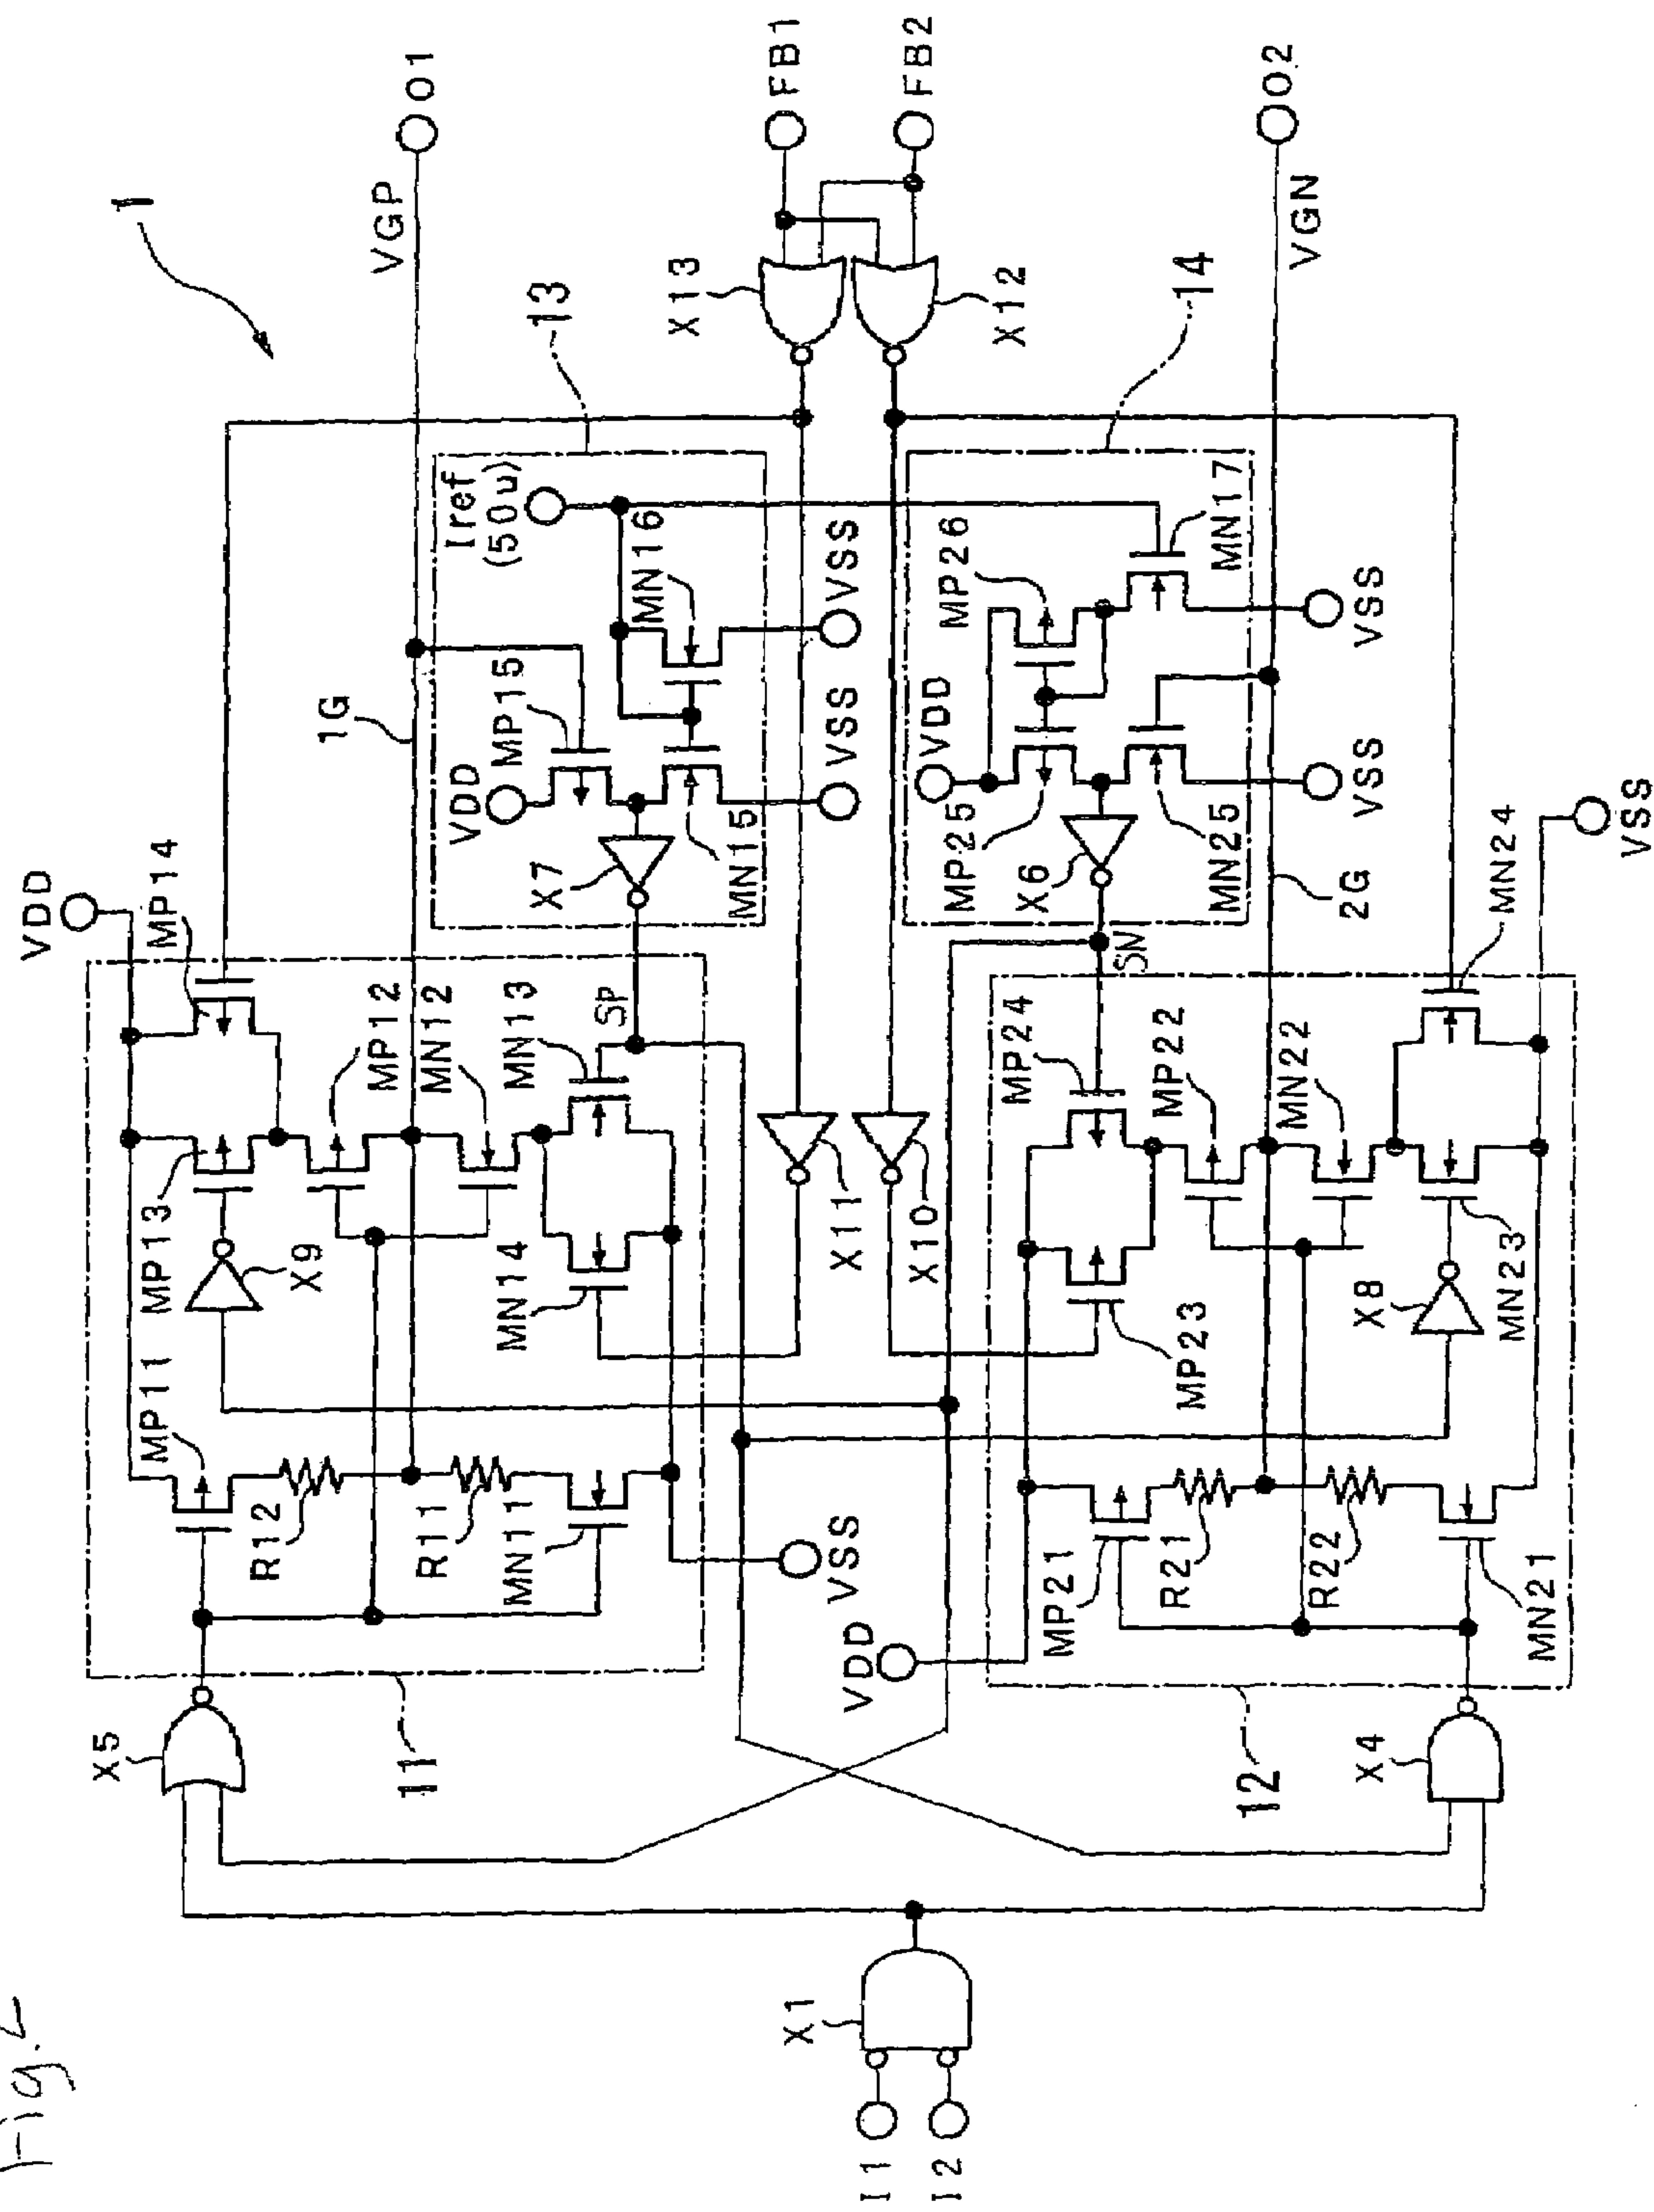 Fig. 2
1
VDD
MP14
MP13
X9
MP12
MN12
MN13
MN14
SP
MP11
R12
R11
MN11
VSS
X5
11
1G
VGP
O1
13
Iref
(50u)
MN16
VSS
MP15
VDD
X7
MN15
VSS
X13
X12
FB1
FB2
14
MP26
MN17
VSS
VDD
MP25
X6
MN25
VSS
SN
2G
VGN
O2
X11
X10
MP24
MP22
MN22
MN24
VSS
MP23
X8
MN23
MP21
R21
R22
MN21
VDD
12
X4
X1
I1
I2